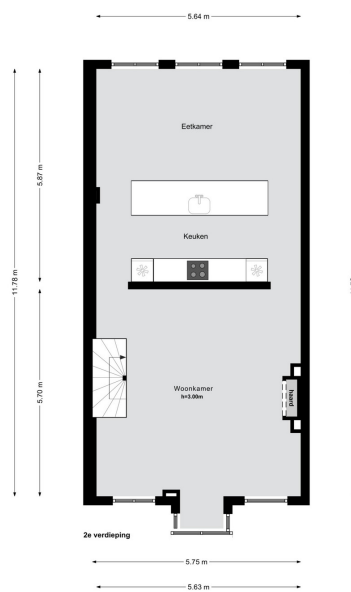 5.64 m
Eetkamer
5.87 m
Keuken
11.78 m
5.70 m
Woonkamer
h=3.00m
haard
2e verdieping
5.75 m
5.63 m